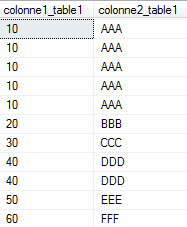 colonne1_table1 colonne2_table1
10 AAA
10 AAA
10 AAA
10 AAA
10 AAA
20 BBB
30 CCC
40 DDD
40 DDD
50 EEE
60 FFF